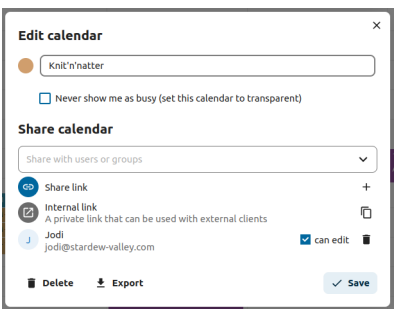 Edit calendar
Knit'n'natter
Never show me as busy (set this calendar to transparent)
Share calendar
Share with users or groups
Share link
Internal link
A private link that can be used with external clients
J
Jodi
jodi@stardew-valley.com
can edit
Delete
Export
Save